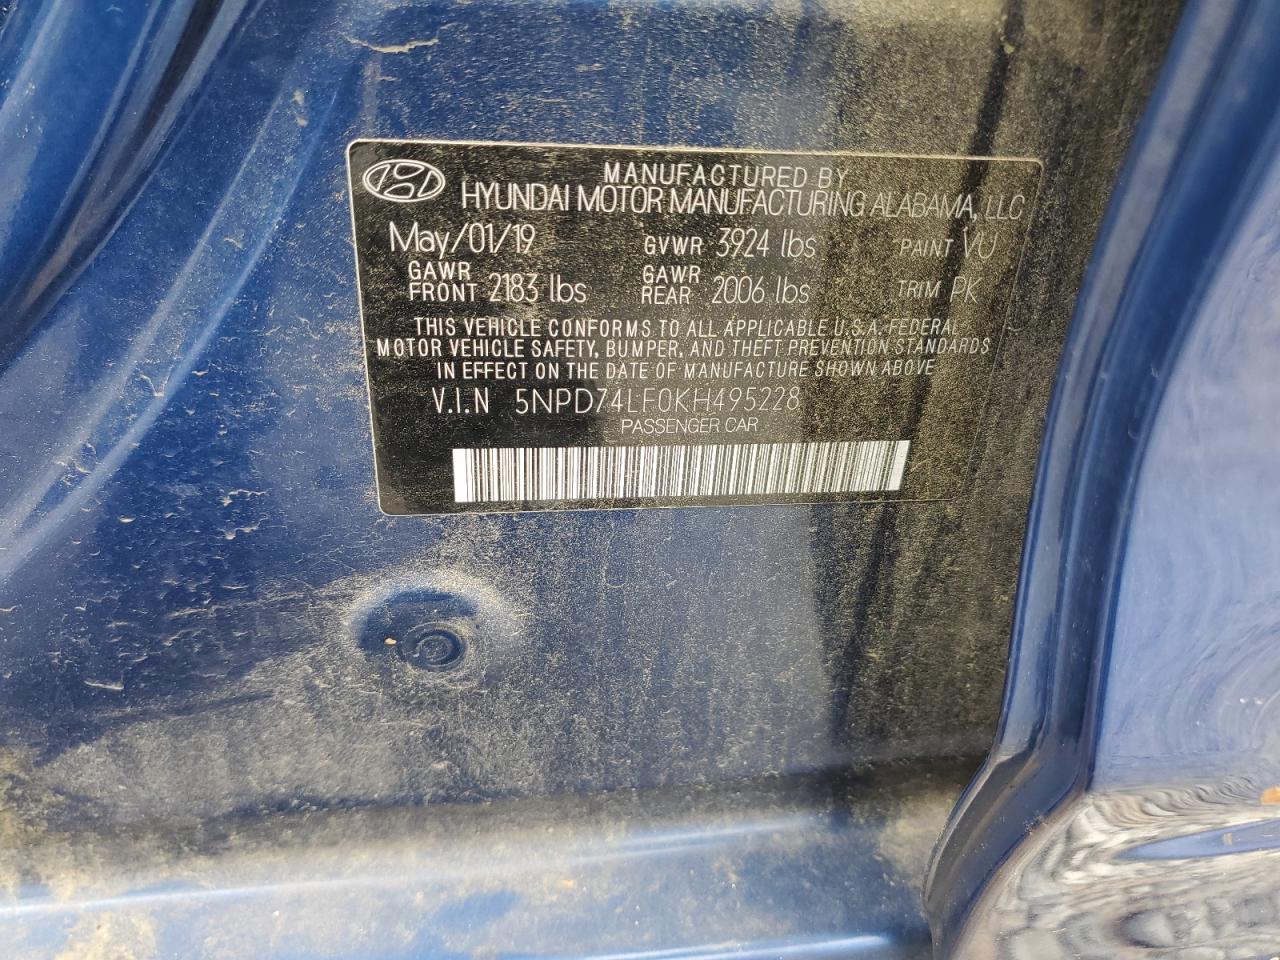 MANUFACTURED BY
HYUNDAI MOTOR MANUFACTURING ALABAMA, LLC
May/01/19 GVWR 3924 lbs PAINT VU
GAWR FRONT 2183 lbs GAWR REAR 2006 lbs TRIM PK
THIS VEHICLE CONFORMS TO ALL APPLICABLE U.S.A. FEDERAL
MOTOR VEHICLE SAFETY, BUMPER, AND THEFT PREVENTION STANDARDS
IN EFFECT ON THE DATE OF MANUFACTURE SHOWN ABOVE
V.I.N 5NPD74LF0KH495228
PASSENGER CAR